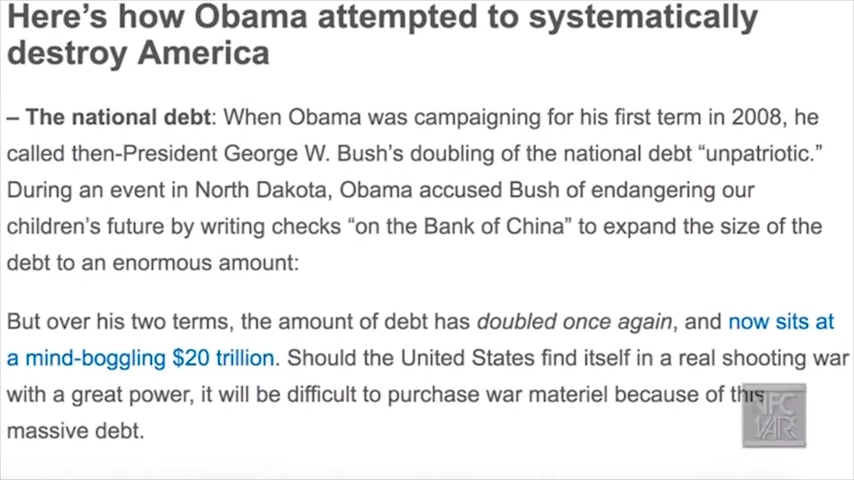 Here’s how Obama attempted to systematically
destroy America
– The national debt: When Obama was campaigning for his first term in 2008, he
called then-President George W. Bush’s doubling of the national debt “unpatriotic.”
During an event in North Dakota, Obama accused Bush of endangering our
children’s future by writing checks “on the Bank of China” to expand the size of the
debt to an enormous amount:
But over his two terms, the amount of debt has doubled once again, and now sits at
a mind-boggling $20 trillion. Should the United States find itself in a real shooting war
with a great power, it will be difficult to purchase war materiel because of this
massive debt.